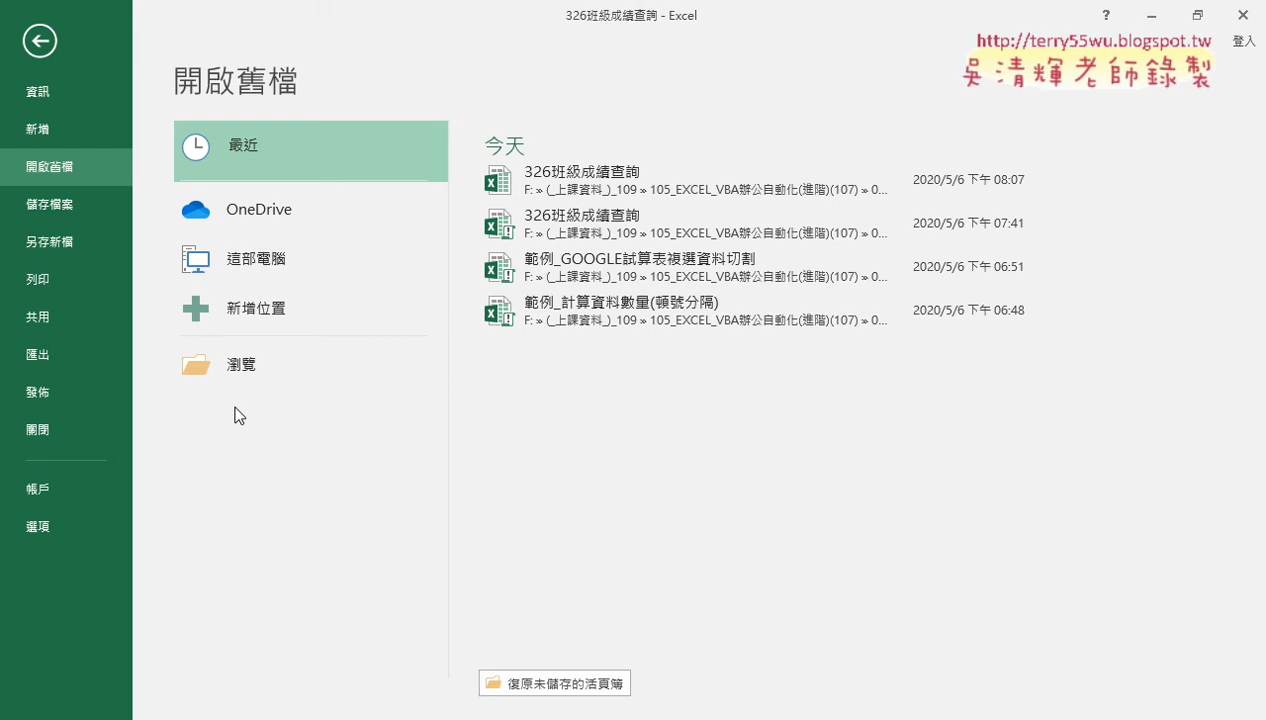 326班級成績查詢 - Excel
?
登入
http://terry55wu.blogspot.tw
吳清輝老師錄製
資訊
新增
開啟舊檔
儲存檔案
另存新檔
列印
共用
匯出
發佈
關閉
帳戶
選項
開啟舊檔
最近
OneDrive
這部電腦
新增位置
瀏覽
今天
326班級成績查詢
F: » (_上課資料_)_109 » 105_EXCEL_VBA辦公自動化(進階)(107) » 0...
2020/5/6 下午 08:07
326班級成績查詢
F: » (_上課資料_)_109 » 105_EXCEL_VBA辦公自動化(進階)(107) » 0...
2020/5/6 下午 07:41
範例_GOOGLE試算表複選資料切割
F: » (_上課資料_)_109 » 105_EXCEL_VBA辦公自動化(進階)(107) » 0...
2020/5/6 下午 06:51
範例_計算資料數量(頓號分隔)
F: » (_上課資料_)_109 » 105_EXCEL_VBA辦公自動化(進階)(107) » 0...
2020/5/6 下午 06:48
復原未儲存的活頁簿